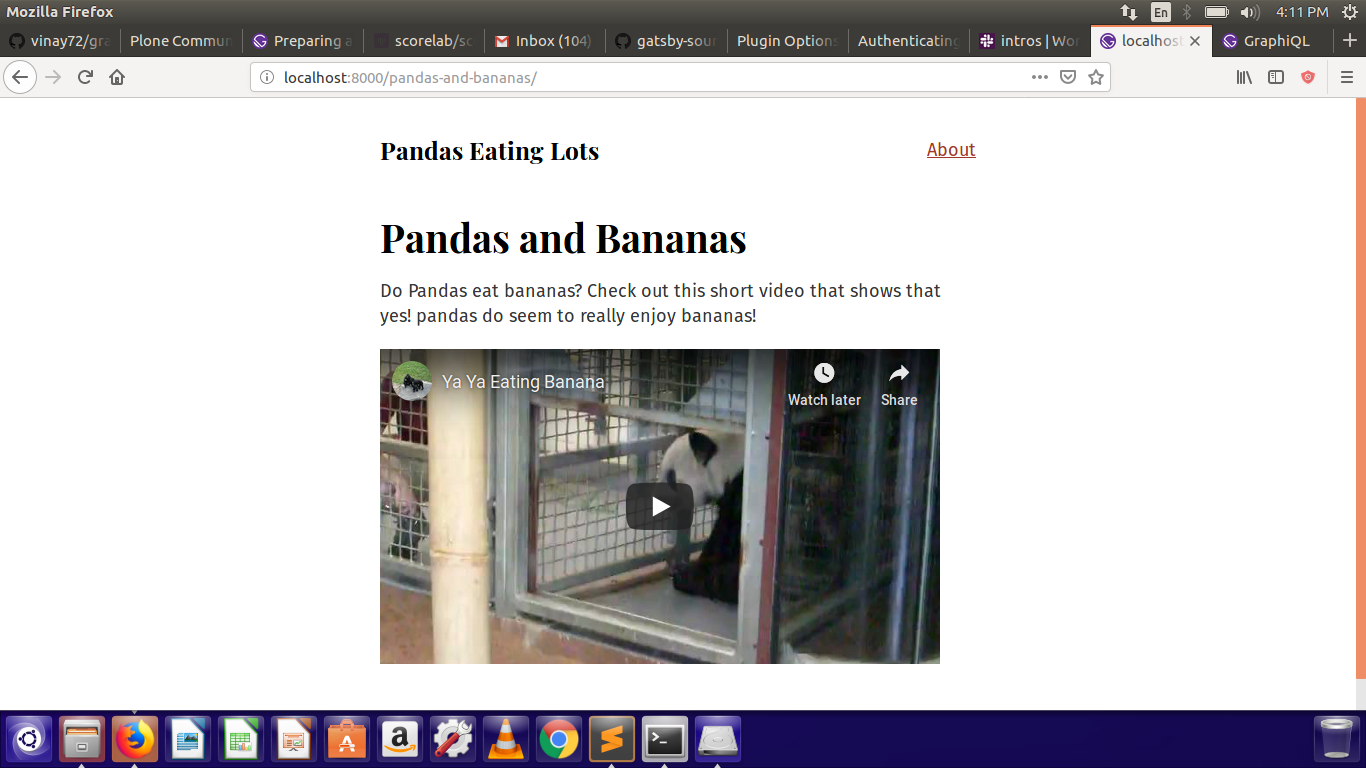 Mozilla Firefox
En
4:11 PM
vinay72/gra
Plone Commun
Preparing a
scorelab/sc
Inbox (104)
gatsby-sour
Plugin Options
Authenticating
intros | Wor
localhost
GraphiQL
localhost:8000/pandas-and-bananas/
Pandas Eating Lots
About
Pandas and Bananas
Do Pandas eat bananas? Check out this short video that shows that
yes! pandas do seem to really enjoy bananas!
Ya Ya Eating Banana
Watch later
Share